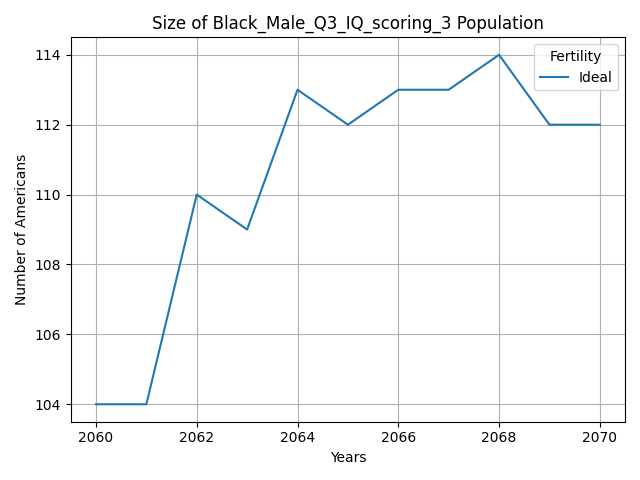 Size of Black_Male_Q3_IQ_scoring_3 Population
Fertility
Ideal
114
112
110
108
106
104
Number of Americans
2060 2062 2064 2066 2068 2070
Years